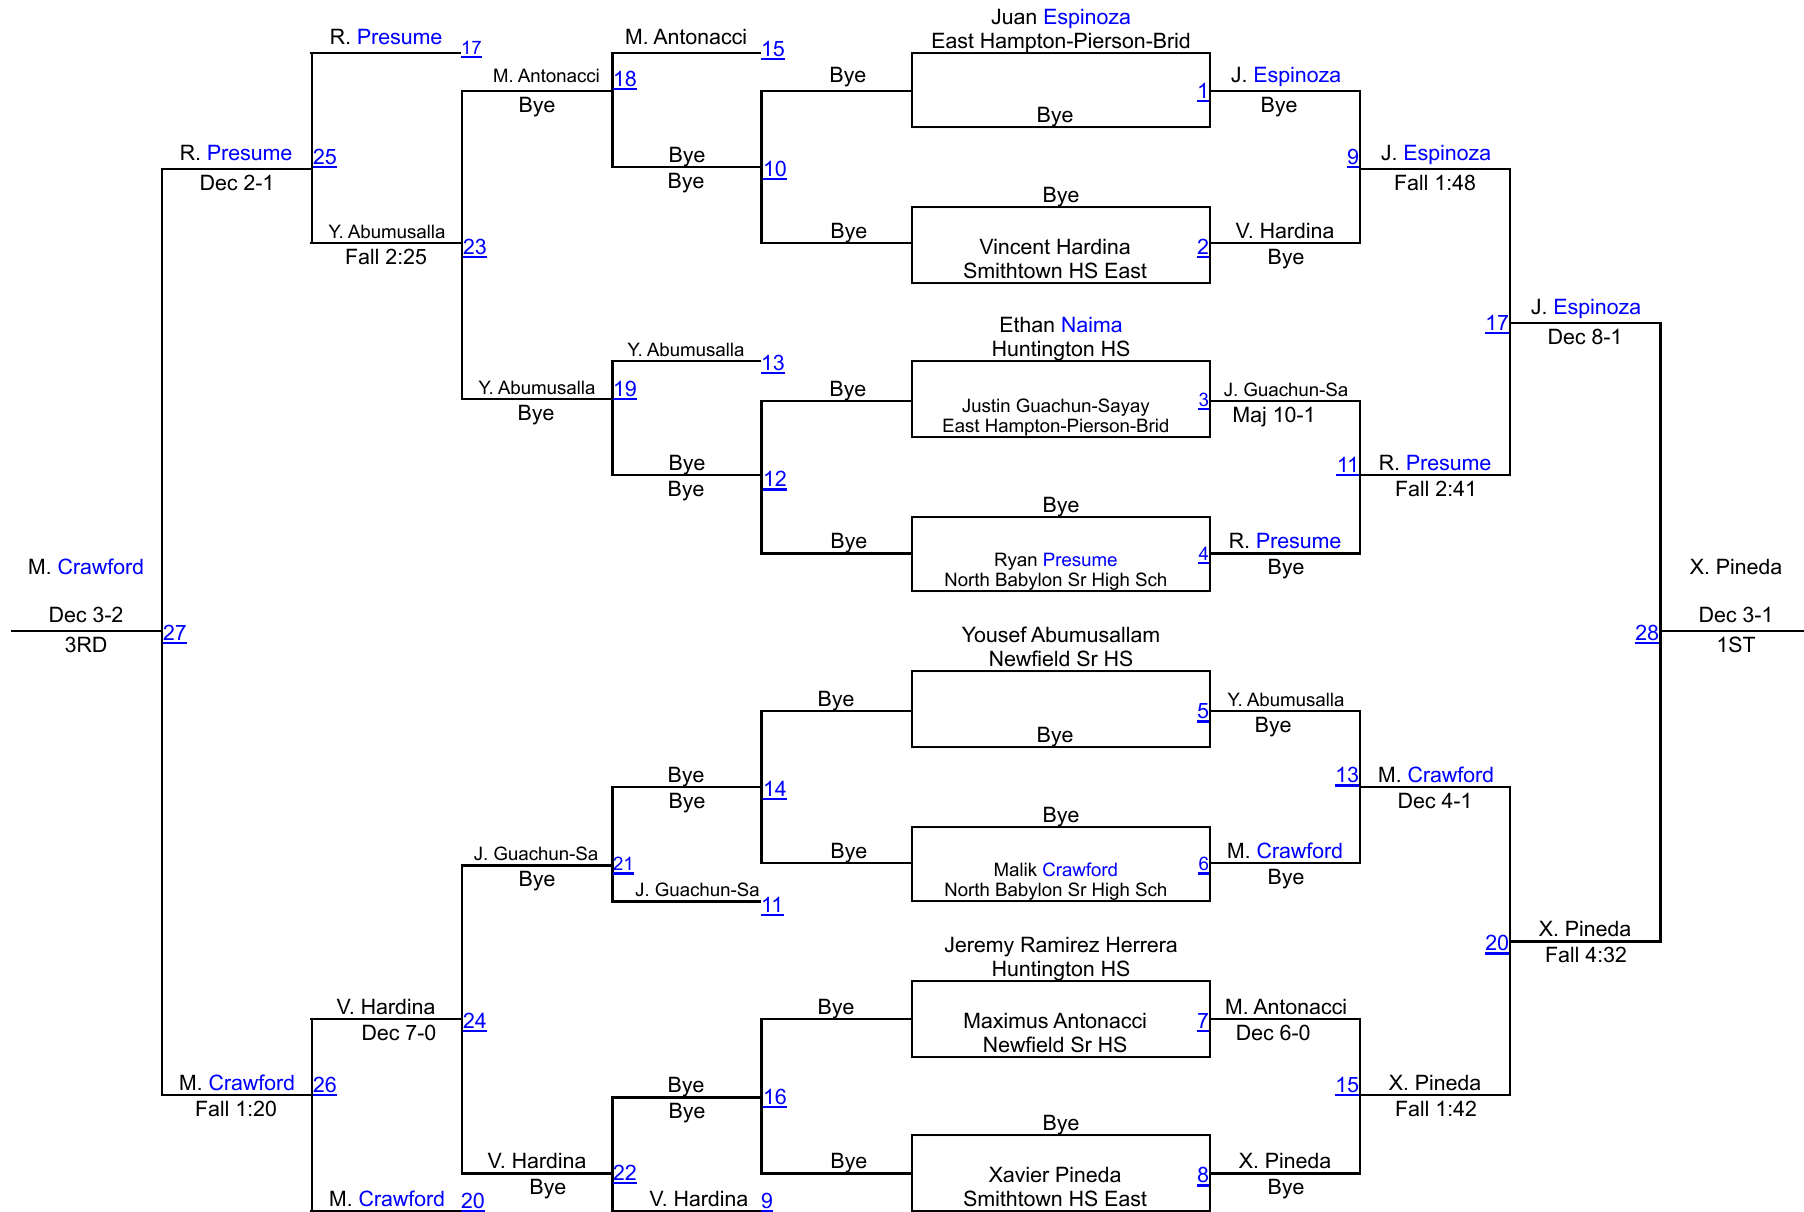 Juan Espinoza
East Hampton-Pierson-Brid
R. Presume 17
M. Antonacci 15
M. Antonacci 18
Bye
Bye
1
J. Espinoza
Bye
Bye
Bye
R. Presume 25
Dec 2-1
Bye
Bye
10
9
J. Espinoza
Fall 1:48
Bye
Y. Abumusalla
Fall 2:25
23
Bye
Vincent Hardina
Smithtown HS East
2
V. Hardina
Bye
J. Espinoza
Dec 8-1
17
Ethan Naima
Huntington HS
Y. Abumusalla
13
Y. Abumusalla
Bye
19
Bye
Justin Guachun-Sayay
East Hampton-Pierson-Brid
3
J. Guachun-Sa
Maj 10-1
Bye
Bye
12
11
R. Presume
Fall 2:41
Bye
Bye
Ryan Presume
North Babylon Sr High Sch
4
R. Presume
Bye
M. Crawford
Dec 3-2
3RD
27
X. Pineda
Dec 3-1
1ST
28
Yousef Abumusallam
Newfield Sr HS
Bye
5
Y. Abumusalla
Bye
Bye
Bye
Bye
14
13
M. Crawford
Dec 4-1
Bye
J. Guachun-Sa
Bye
21
J. Guachun-Sa
11
Bye
Malik Crawford
North Babylon Sr High Sch
6
M. Crawford
Bye
20
X. Pineda
Fall 4:32
Jeremy Ramirez Herrera
Huntington HS
V. Hardina
Dec 7-0
24
Bye
Maximus Antonacci
Newfield Sr HS
7
M. Antonacci
Dec 6-0
M. Crawford
Fall 1:20
26
Bye
Bye
16
15
X. Pineda
Fall 1:42
Bye
V. Hardina
Bye
22
Bye
Xavier Pineda
Smithtown HS East
8
X. Pineda
Bye
M. Crawford 20
V. Hardina 9